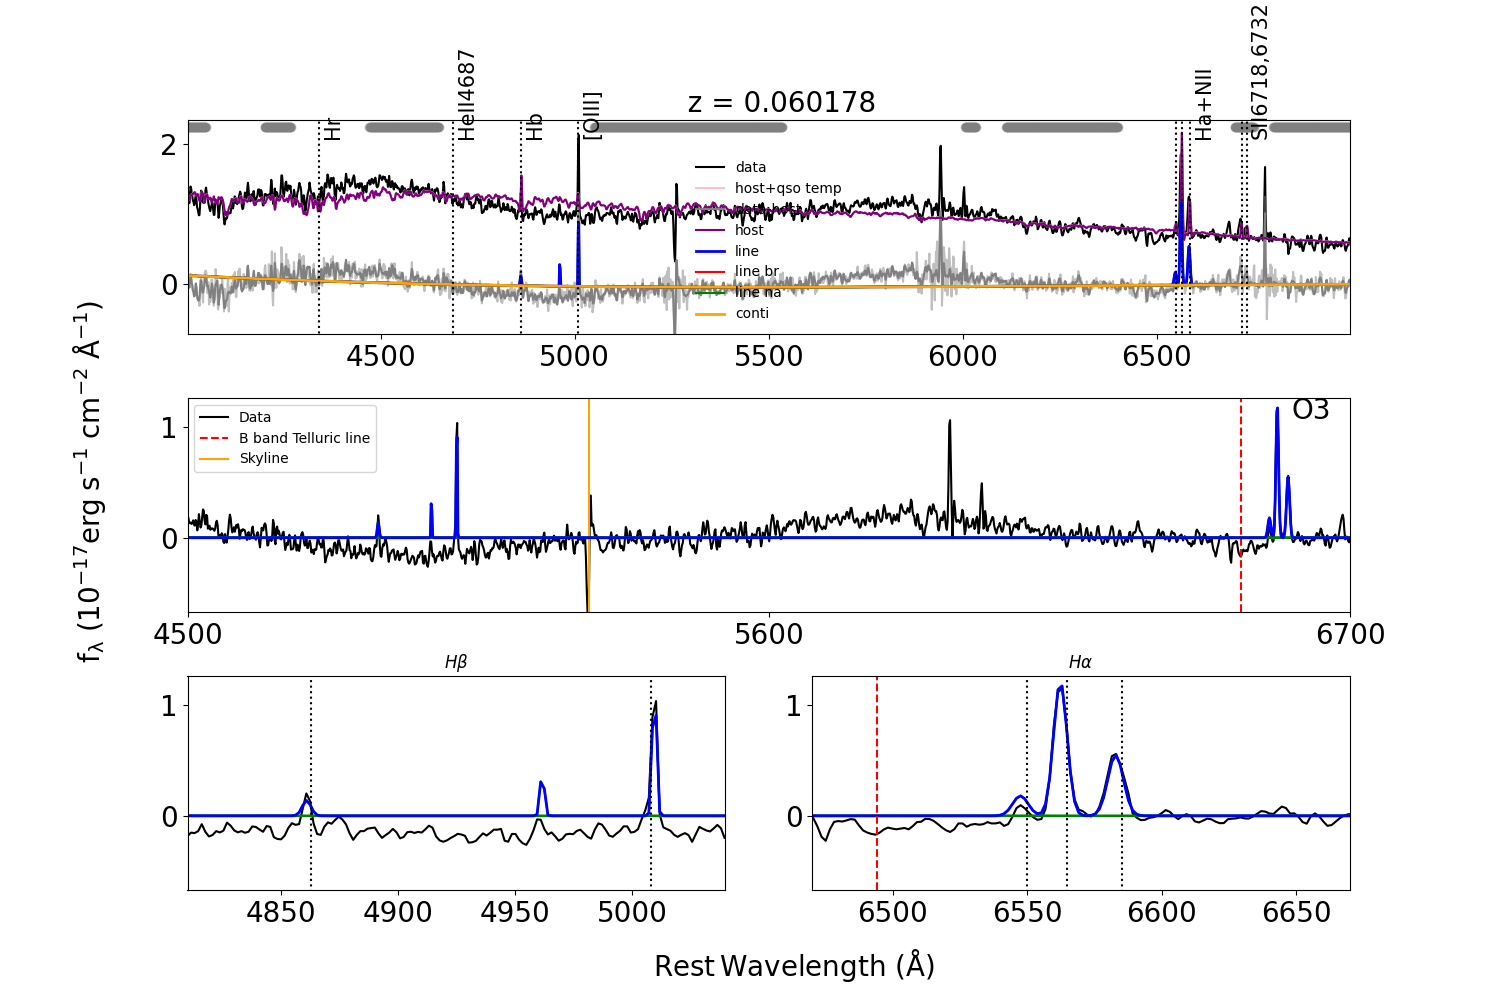 z = 0.060178
Hr
HeII4687
Hb
[OIII]
Ha+NII
SII6718,6732
2
0
data
host+qso temp
data-host
host
line
line br
line na
conti
4500 5000 5500 6000 6500
f_λ (10^−17 erg s^−1 cm^−2 Å^−1)
1
0
Data
B band Telluric line
Skyline
O3
4500 5600 6700
Hβ
1
0
4850 4900 4950 5000
Hα
1
0
6500 6550 6600 6650
Rest Wavelength (Å)